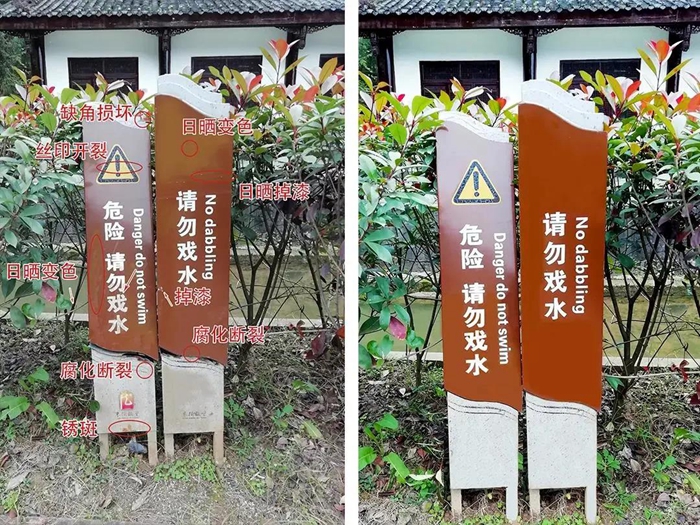 缺角损坏
日晒变色
丝印开裂
日晒掉漆
危险 请勿戏水
Danger do not swim
请勿戏水
No dabbling
日晒变色
掉漆
腐化断裂
腐化断裂
锈斑
危险 请勿戏水
Danger do not swim
请勿戏水
No dabbling